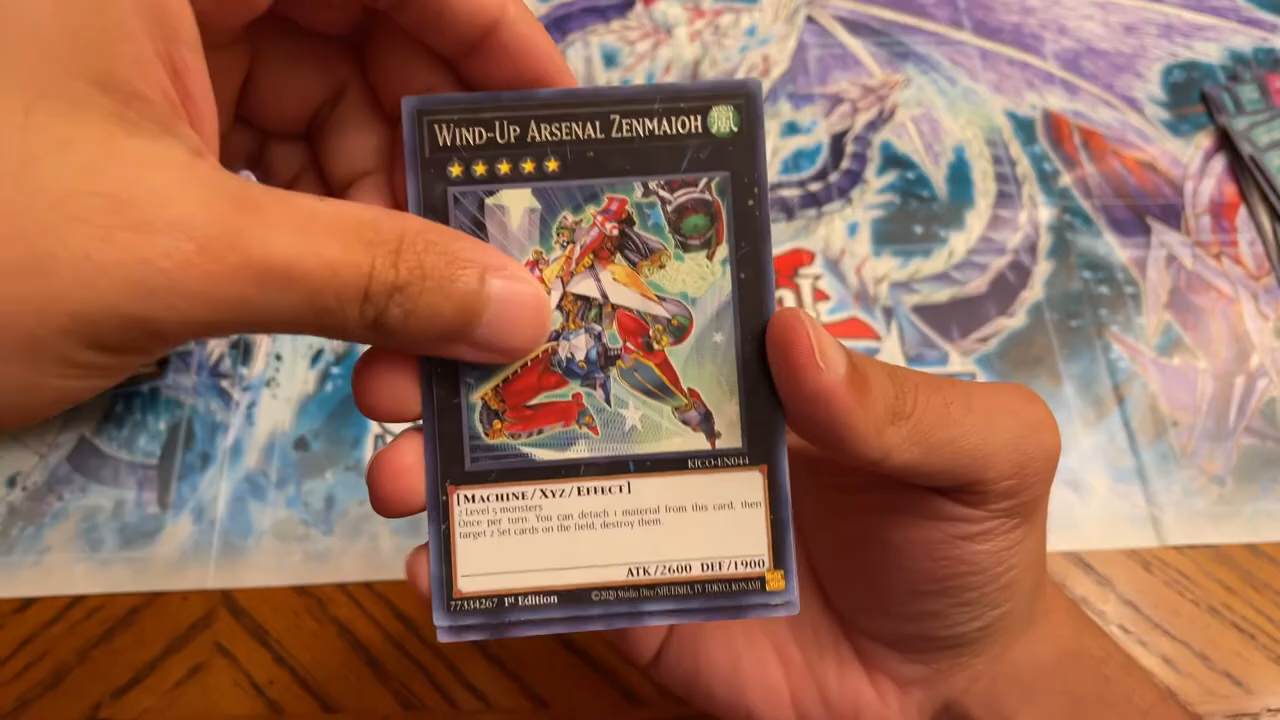 WIND-UP ARSENAL ZENMAIOH
KICO-EN044
[MACHINE/XYZ/EFFECT]
2 Level 5 monsters
Once per turn: You can detach 1 material from this card, then
target 2 Set cards on the field; destroy them.
ATK/2600 DEF/1900
77334267 1st Edition ©2020 Studio Dice/SHUEISHA, TV TOKYO, KONAMI